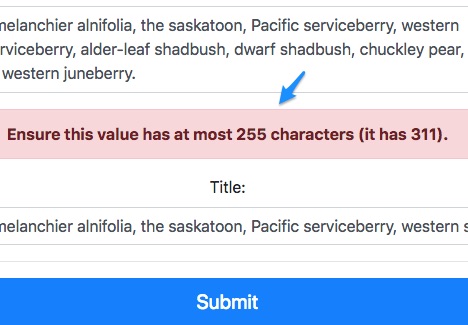 melanchier alnifolia, the saskatoon, Pacific serviceberry, western
rviceberry, alder-leaf shadbush, dwarf shadbush, chuckley pear,
western juneberry.
Ensure this value has at most 255 characters (it has 311).
Title:
melanchier alnifolia, the saskatoon, Pacific serviceberry, western s
Submit